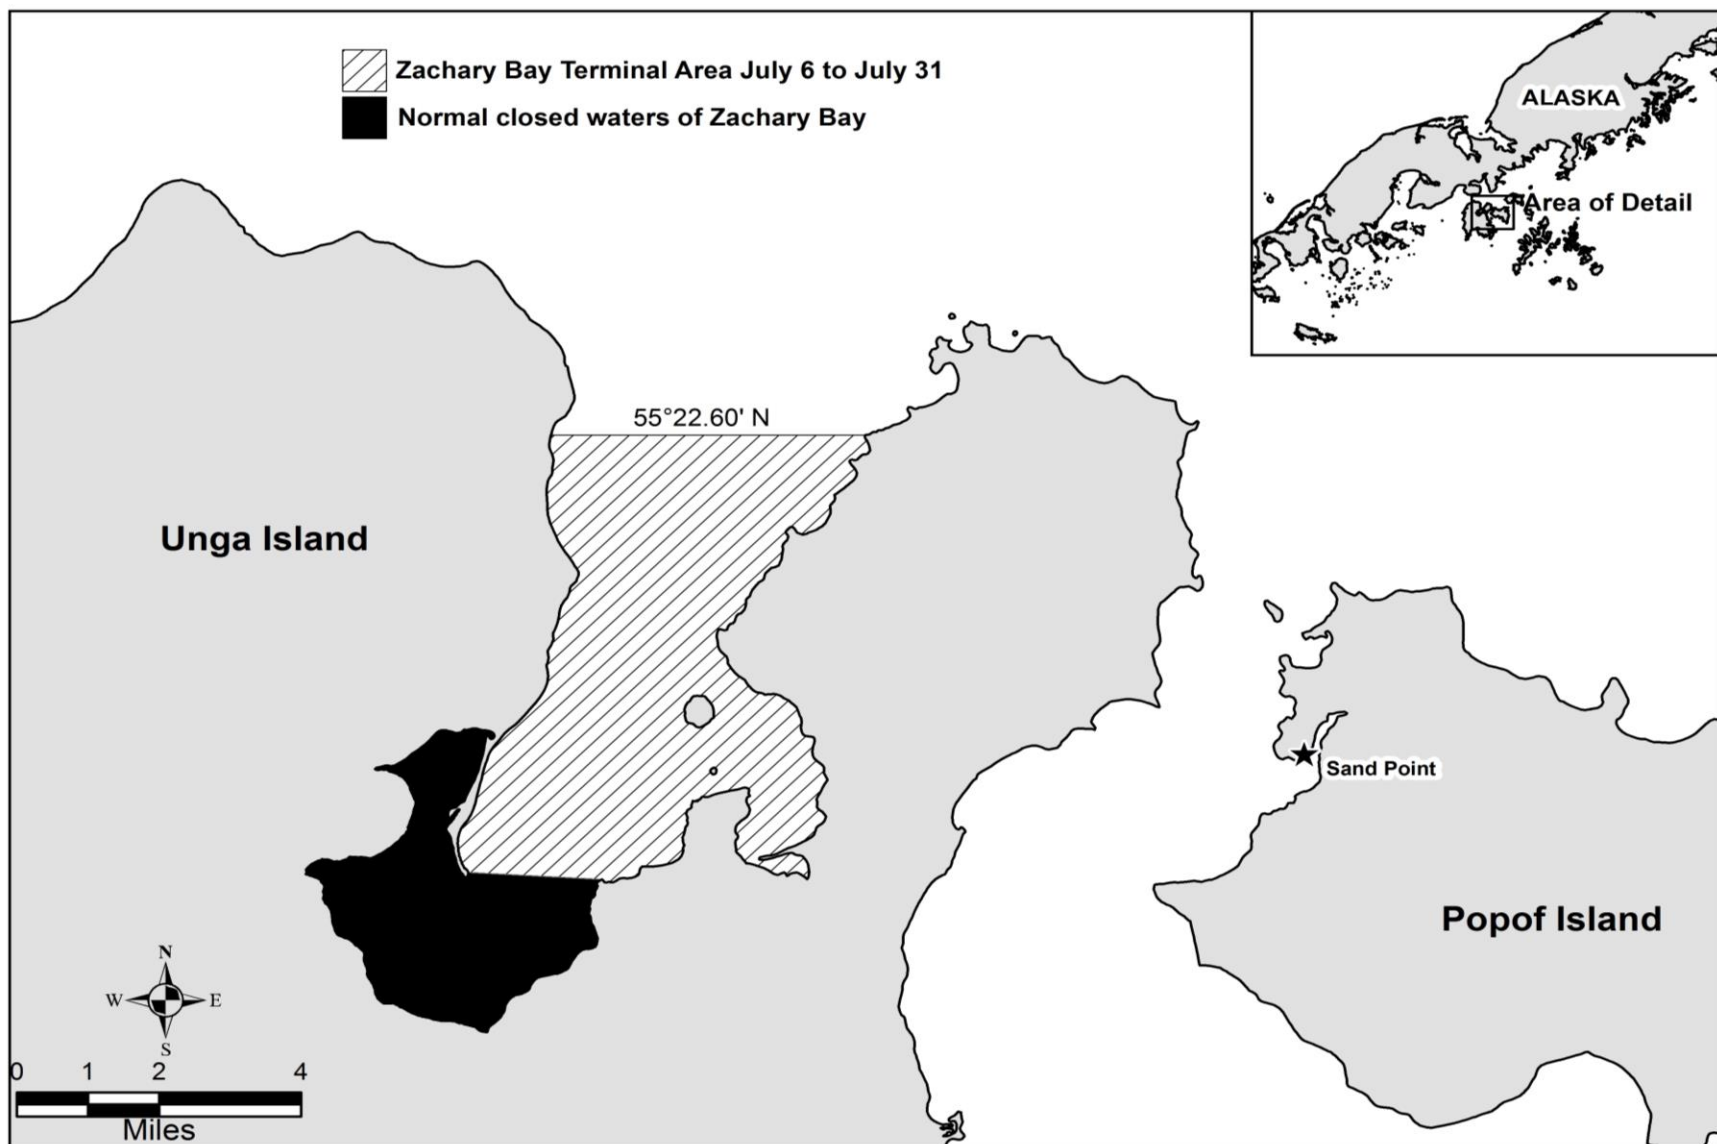 Zachary Bay Terminal Area July 6 to July 31
Normal closed waters of Zachary Bay
ALASKA
Area of Detail
55°22.60' N
Unga Island
Sand Point
Popof Island
N
W E
S
0 1 2 4
Miles